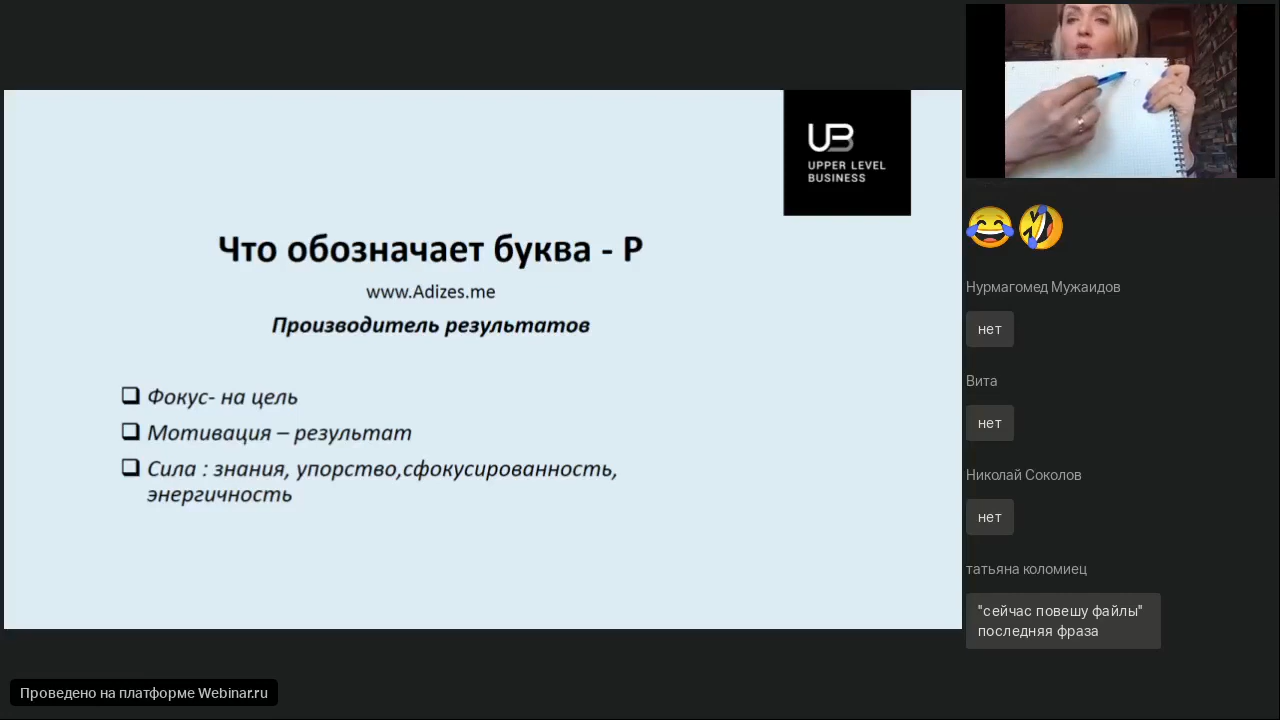 UB
UPPER LEVEL
BUSINESS
Что обозначает буква - Р
www.Adizes.me
Производитель результатов
Фокус- на цель
Мотивация – результат
Сила : знания, упорство,сфокусированность,
энергичность
Нурмагомед Мужаидов
нет
Вита
нет
Николай Соколов
нет
татьяна коломиец
"сейчас повешу файлы"
последняя фраза
Проведено на платформе Webinar.ru